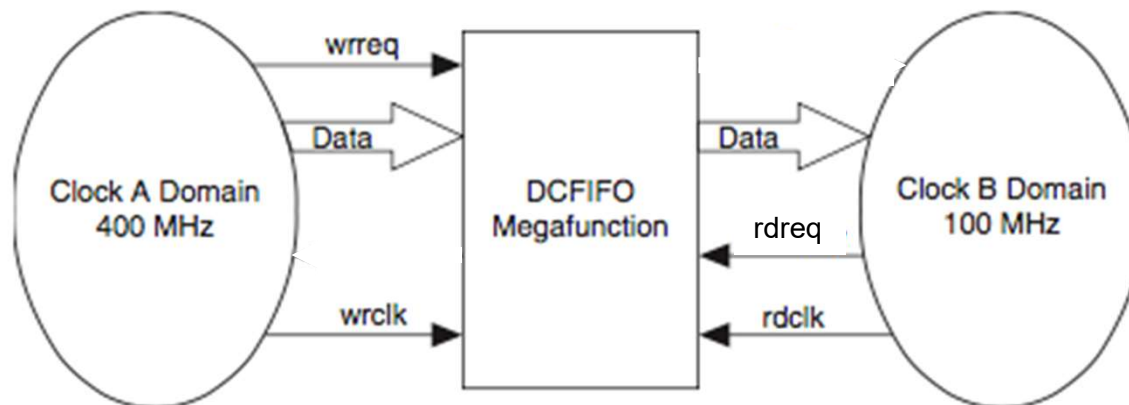 wrreq
Data
Clock A Domain
400 MHz
wrclk
DCFIFO
Megafunction
Data
rdreq
rdclk
Clock B Domain
100 MHz